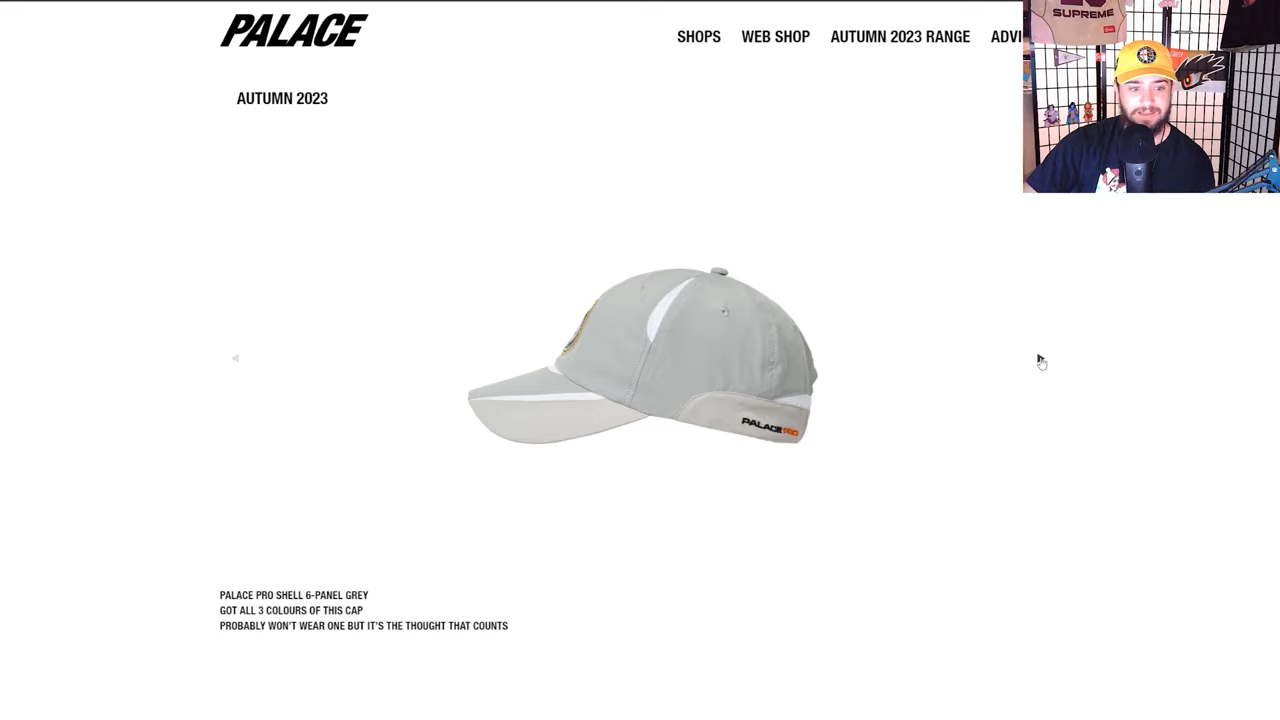 PALACE
SHOPS WEB SHOP AUTUMN 2023 RANGE ADVI
SUPREME
AUTUMN 2023
PALACE PRO
PALACE PRO SHELL 6-PANEL GREY
GOT ALL 3 COLOURS OF THIS CAP
PROBABLY WON'T WEAR ONE BUT IT'S THE THOUGHT THAT COUNTS